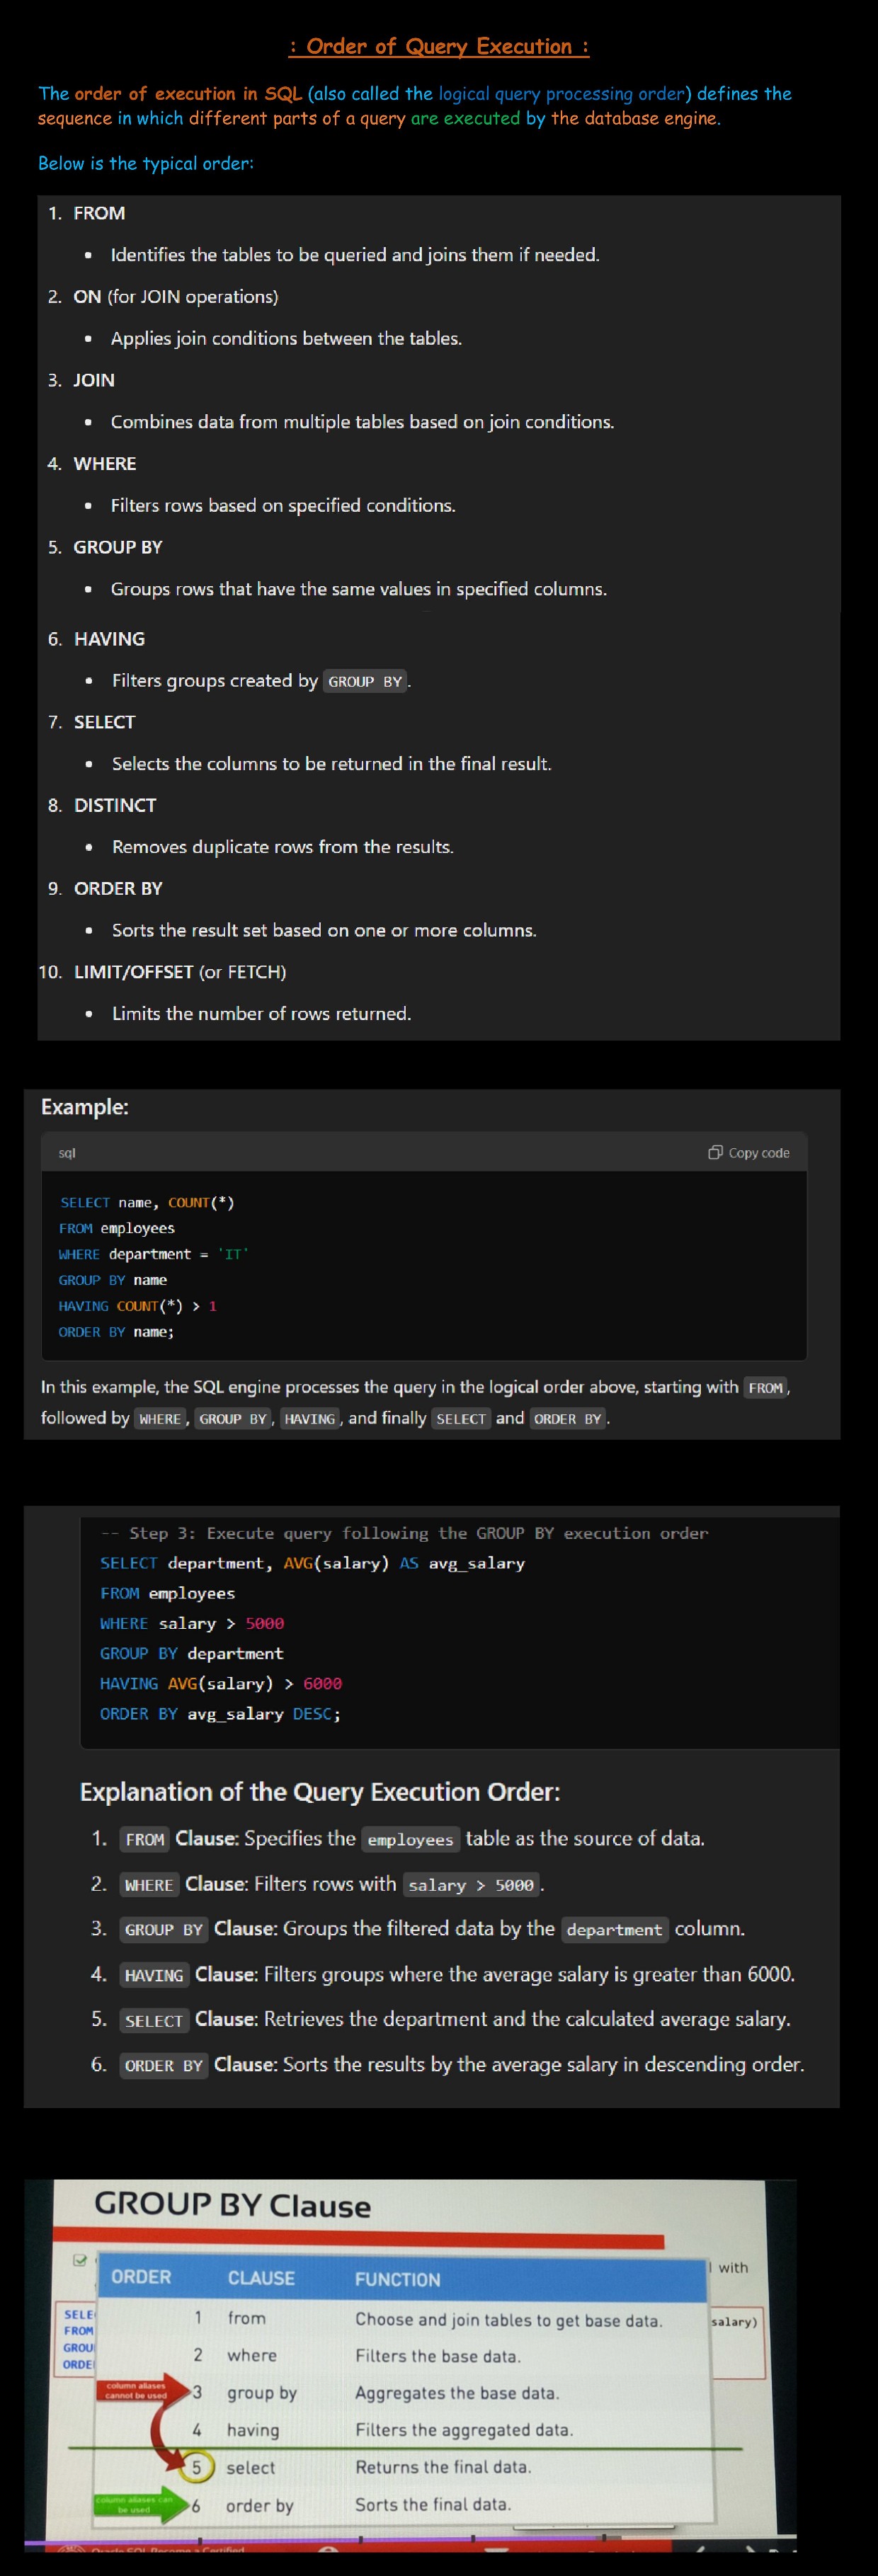 : Order of Query Execution :
The order of execution in SQL (also called the logical query processing order) defines the
sequence in which different parts of a query are executed by the database engine.
Below is the typical order:
1. FROM
• Identifies the tables to be queried and joins them if needed.
2. ON (for JOIN operations)
• Applies join conditions between the tables.
3. JOIN
• Combines data from multiple tables based on join conditions.
4. WHERE
• Filters rows based on specified conditions.
5. GROUP BY
• Groups rows that have the same values in specified columns.
6. HAVING
• Filters groups created by GROUP BY.
7. SELECT
• Selects the columns to be returned in the final result.
8. DISTINCT
• Removes duplicate rows from the results.
9. ORDER BY
• Sorts the result set based on one or more columns.
10. LIMIT/OFFSET (or FETCH)
• Limits the number of rows returned.
Example:
sql Copy code
SELECT name, COUNT(*)
FROM employees
WHERE department = 'IT'
GROUP BY name
HAVING COUNT(*) > 1
ORDER BY name;
In this example, the SQL engine processes the query in the logical order above, starting with FROM,
followed by WHERE, GROUP BY, HAVING, and finally SELECT and ORDER BY.
-- Step 3: Execute query following the GROUP BY execution order
SELECT department, AVG(salary) AS avg_salary
FROM employees
WHERE salary > 5000
GROUP BY department
HAVING AVG(salary) > 6000
ORDER BY avg_salary DESC;
Explanation of the Query Execution Order:
1. FROM Clause: Specifies the employees table as the source of data.
2. WHERE Clause: Filters rows with salary > 5000.
3. GROUP BY Clause: Groups the filtered data by the department column.
4. HAVING Clause: Filters groups where the average salary is greater than 6000.
5. SELECT Clause: Retrieves the department and the calculated average salary.
6. ORDER BY Clause: Sorts the results by the average salary in descending order.
GROUP BY Clause
with
ORDER CLAUSE FUNCTION
SELE
FROM
GROU
ORDE
salary)
1 from Choose and join tables to get base data.
2 where Filters the base data.
column aliases cannot be used
3 group by Aggregates the base data.
4 having Filters the aggregated data.
5 select Returns the final data.
column aliases can be used
6 order by Sorts the final data.